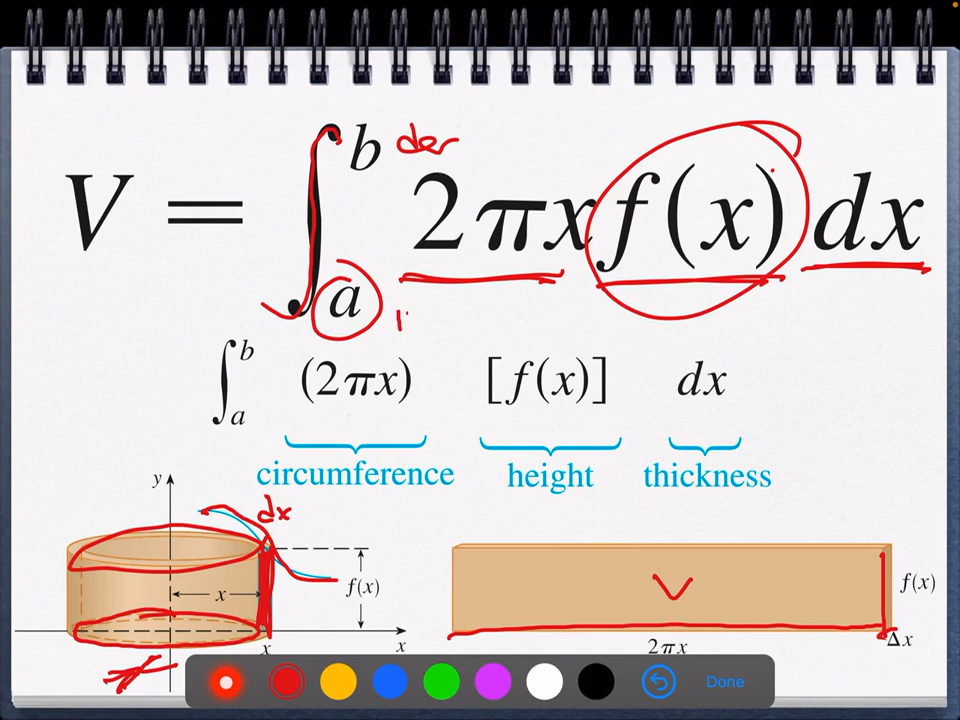 V = ∫_a^b 2πx f(x) dx
der
∫_a^b (2πx) [f(x)] dx
circumference height thickness
y
dx
x
f(x)
x
x
V
f(x)
Δx
2πx
Done